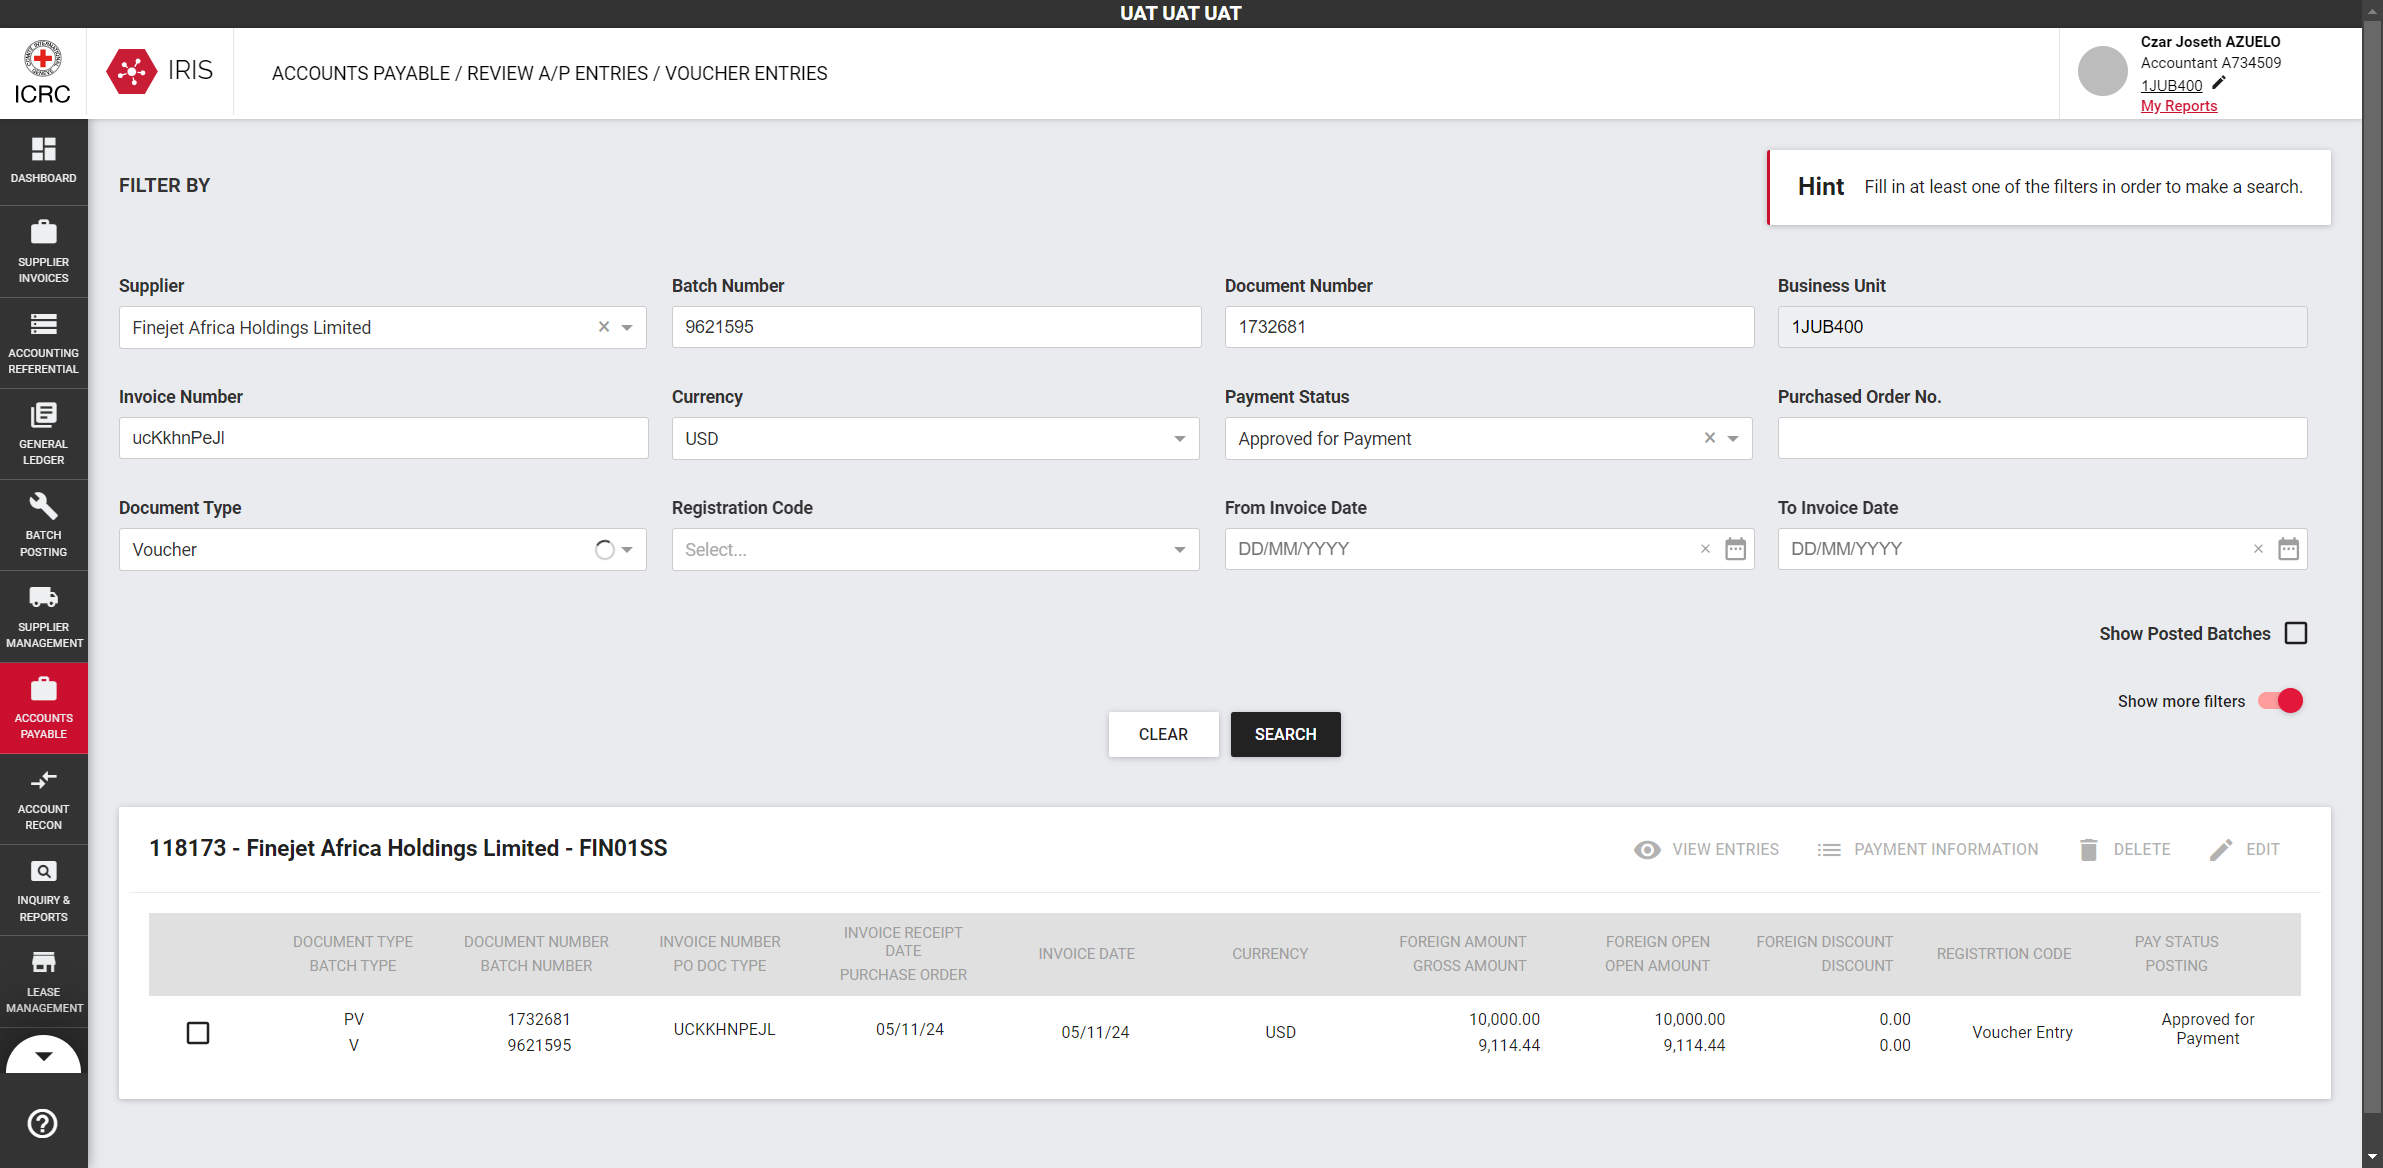 UAT UAT UAT
ICRC
IRIS
ACCOUNTS PAYABLE / REVIEW A/P ENTRIES / VOUCHER ENTRIES
Czar Joseth AZUELO
Accountant A734509
1JUB400
My Reports
DASHBOARD
SUPPLIER
INVOICES
ACCOUNTING
REFERENTIAL
GENERAL
LEDGER
BATCH
POSTING
SUPPLIER
MANAGEMENT
ACCOUNTS
PAYABLE
ACCOUNT
RECON
INQUIRY &
REPORTS
LEASE
MANAGEMENT
FILTER BY
Hint Fill in at least one of the filters in order to make a search.
Supplier Batch Number Document Number Business Unit
Finejet Africa Holdings Limited 9621595 1732681 1JUB400
Invoice Number Currency Payment Status Purchased Order No.
ucKkhnPeJl USD Approved for Payment
Document Type Registration Code From Invoice Date To Invoice Date
Voucher Select... DD/MM/YYYY DD/MM/YYYY
Show Posted Batches
Show more filters
CLEAR SEARCH
118173 - Finejet Africa Holdings Limited - FIN01SS
VIEW ENTRIES PAYMENT INFORMATION DELETE EDIT
DOCUMENT TYPE
BATCH TYPE
DOCUMENT NUMBER
BATCH NUMBER
INVOICE NUMBER
PO DOC TYPE
INVOICE RECEIPT
DATE
PURCHASE ORDER
INVOICE DATE
CURRENCY
FOREIGN AMOUNT
GROSS AMOUNT
FOREIGN OPEN
OPEN AMOUNT
FOREIGN DISCOUNT
DISCOUNT
REGISTRTION CODE
PAY STATUS
POSTING
PV
V
1732681
9621595
UCKKHNPEJL
05/11/24
05/11/24
USD
10,000.00
9,114.44
10,000.00
9,114.44
0.00
0.00
Voucher Entry
Approved for
Payment